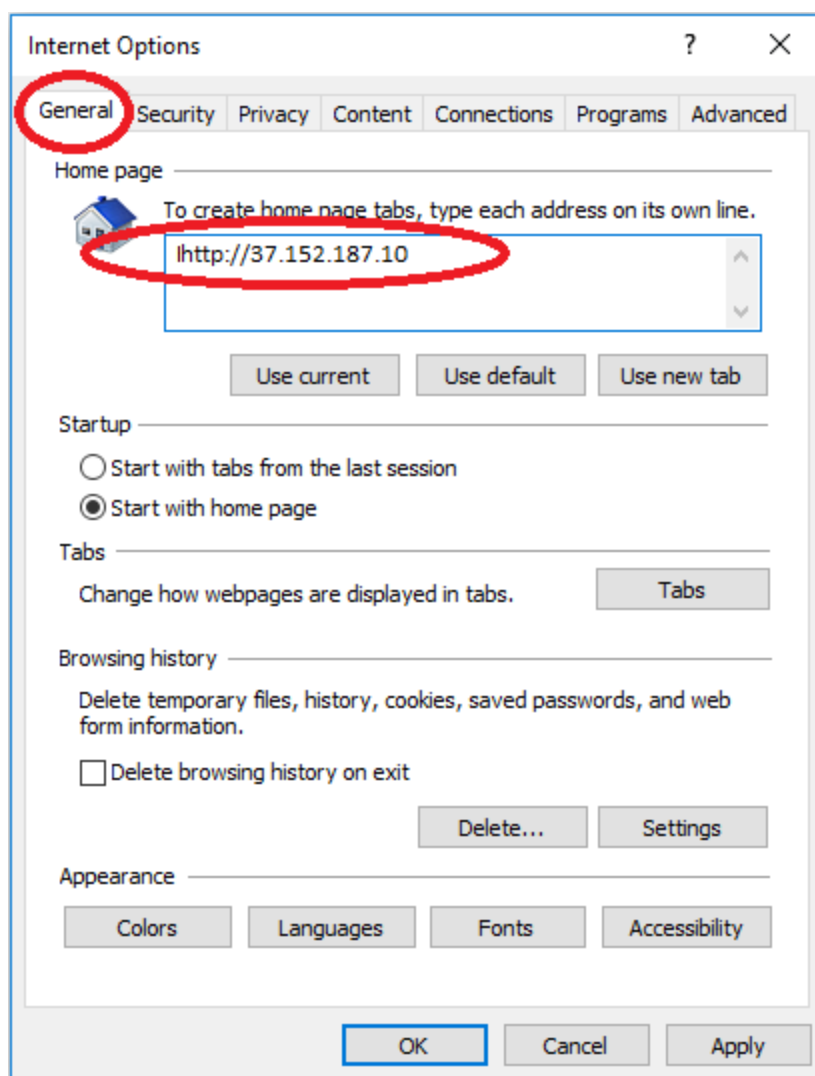 Internet Options ? ×
General Security Privacy Content Connections Programs Advanced
Home page
To create home page tabs, type each address on its own line.
http://37.152.187.10
Use current Use default Use new tab
Startup
Start with tabs from the last session
Start with home page
Tabs
Change how webpages are displayed in tabs. Tabs
Browsing history
Delete temporary files, history, cookies, saved passwords, and web
form information.
Delete browsing history on exit
Delete... Settings
Appearance
Colors Languages Fonts Accessibility
OK Cancel Apply